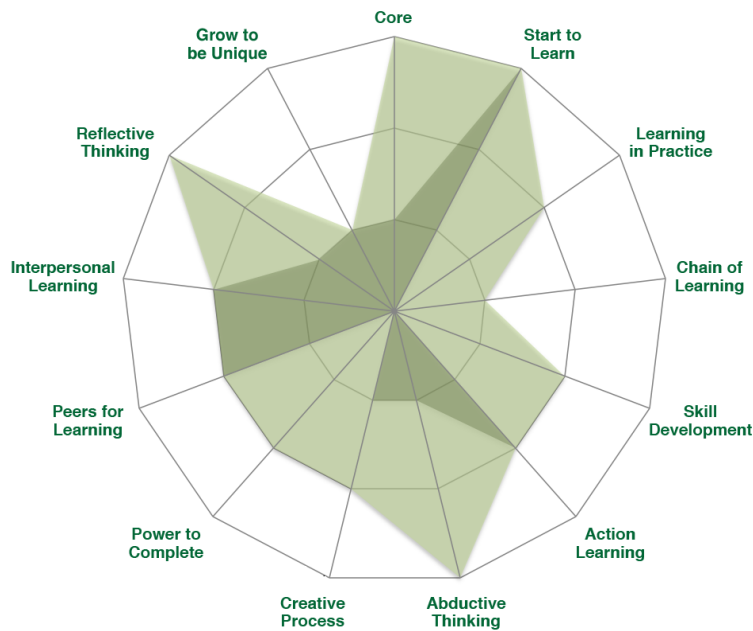 Core
Start to
Learn
Learning
in Practice
Chain of
Learning
Skill
Development
Action
Learning
Abductive
Thinking
Creative
Process
Power to
Complete
Peers for
Learning
Interpersonal
Learning
Reflective
Thinking
Grow to
be Unique